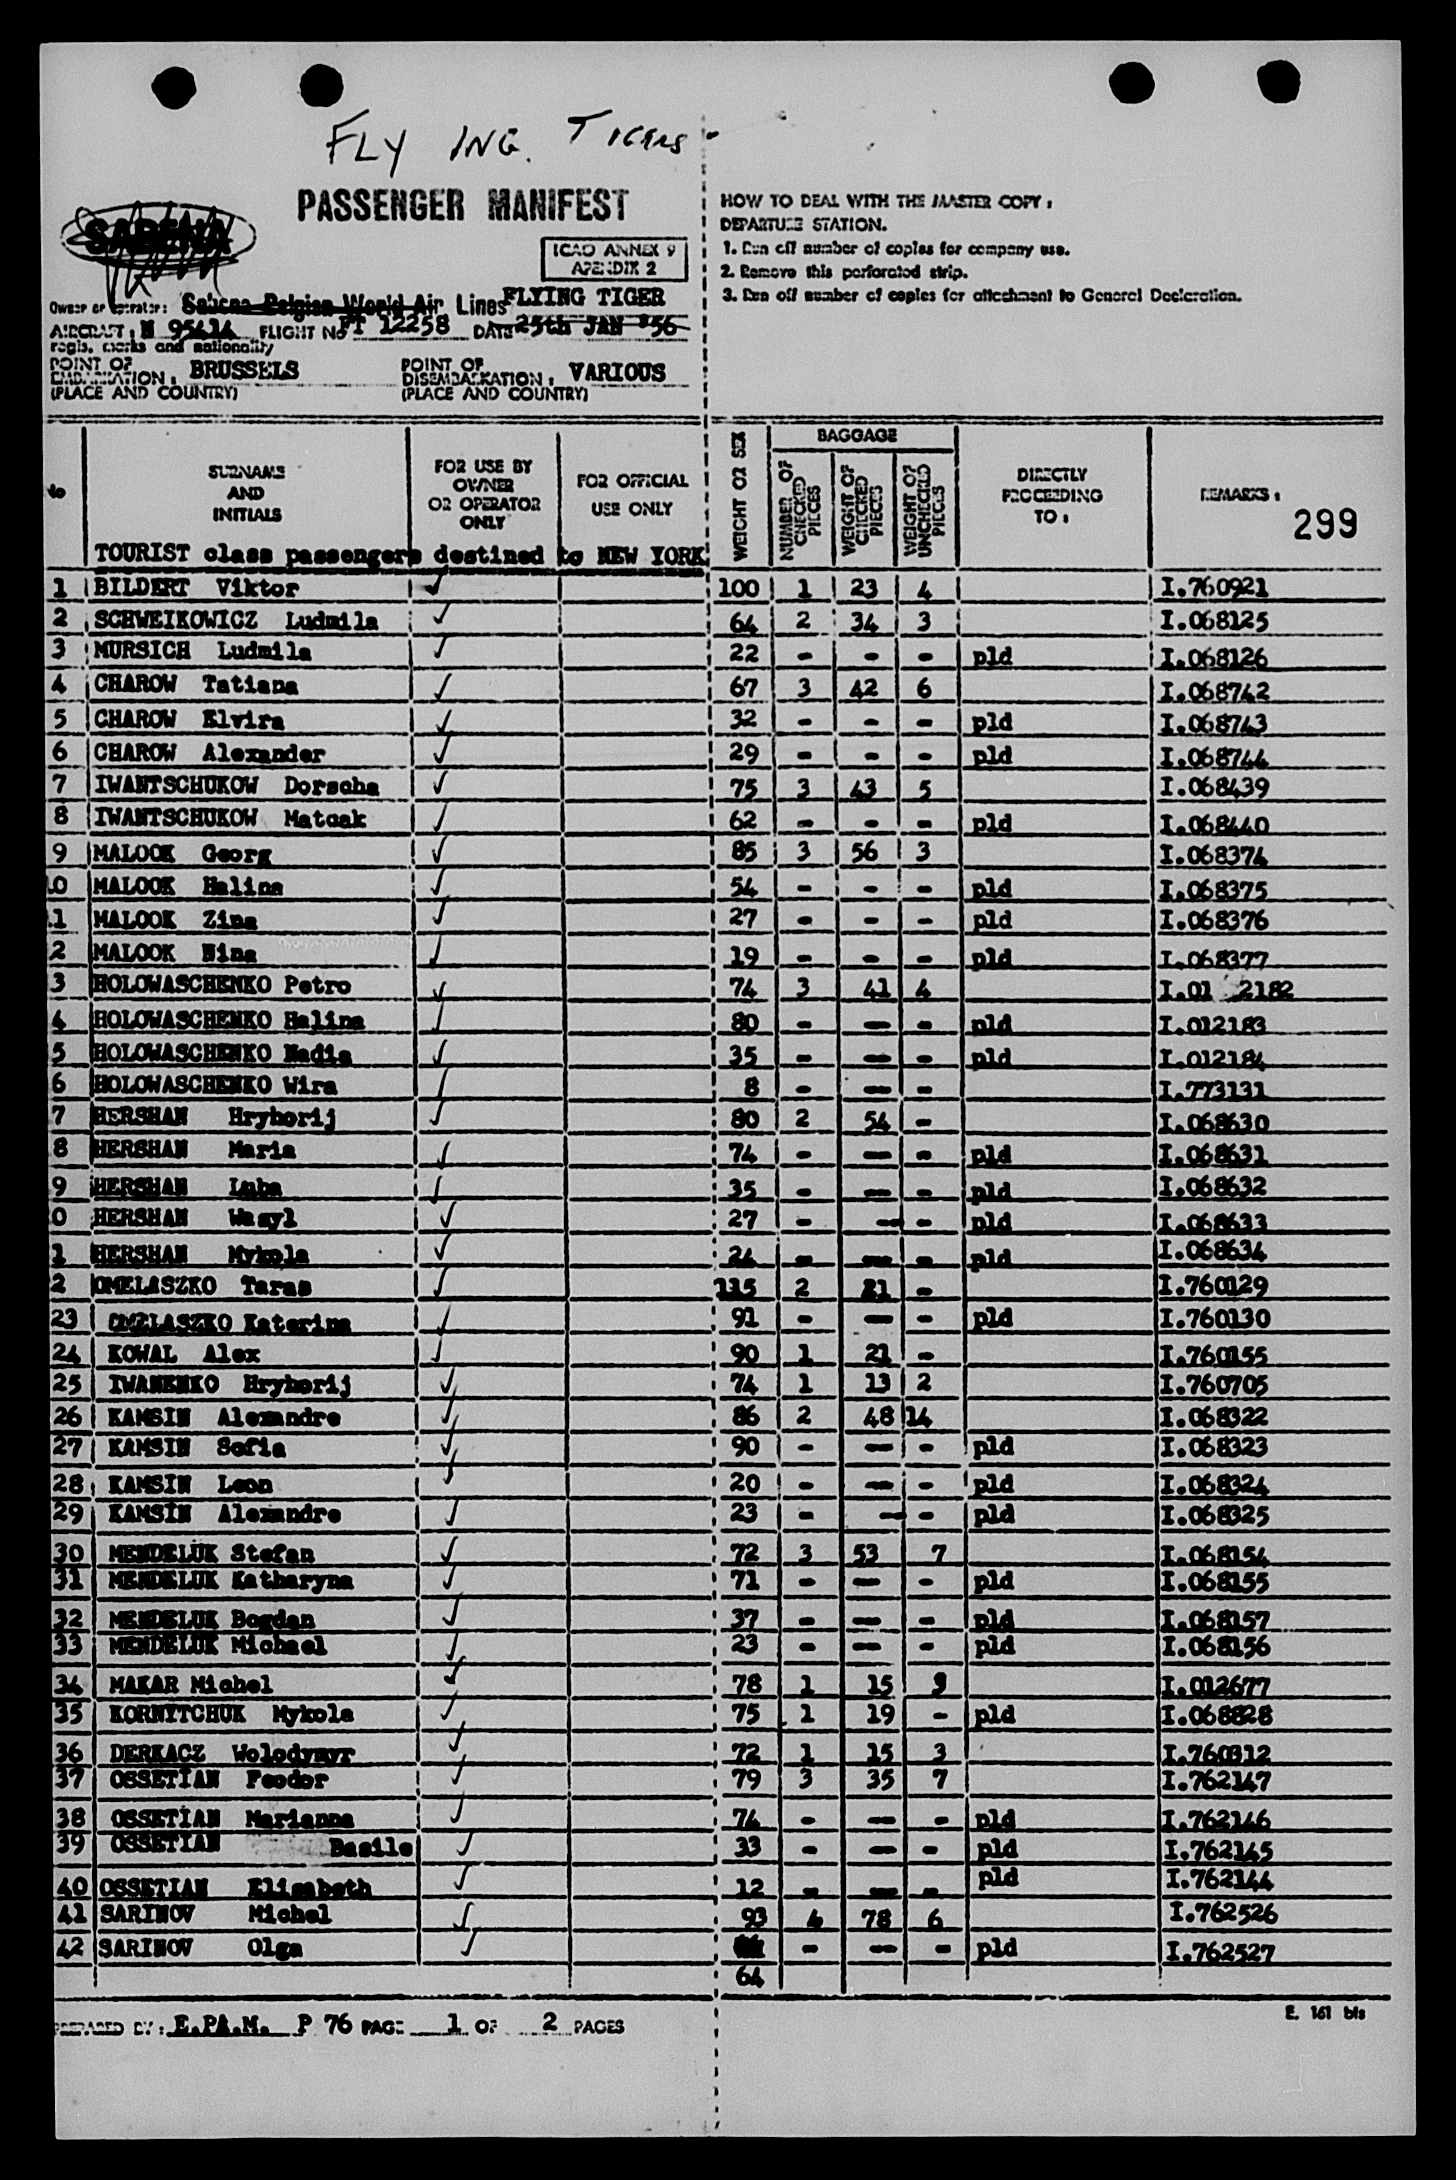 FLYING TIGERS
PASSENGER MANIFEST
SABENA
ICAO ANNEX 9
APENDIX 2
Owner or operator: Sabena Belgian World Air Lines FLYING TIGER
AIRCRAFT: N 95414 FLIGHT No FT 12258 DATE 25th JAN '56
regis. marks and nationality
POINT OF EMBARKATION: BRUSSELS POINT OF DISEMBARKATION: VARIOUS
(PLACE AND COUNTRY) (PLACE AND COUNTRY)
HOW TO DEAL WITH THE MASTER COPY:
DEPARTURE STATION.
1. Run off number of copies for company use.
2. Remove this perforated strip.
3. Run off number of copies for attachment to General Declaration.
No SURNAME AND INITIALS FOR USE BY OWNER OR OPERATOR ONLY FOR OFFICIAL USE ONLY WEIGHT OR SEX BAGGAGE NUMBER OF CHECKED PIECES WEIGHT OF CHECKED PIECES WEIGHT OF UNCHECKED PIECES DIRECTLY PROCEEDING TO: REMARKS:
299
TOURIST class passengers destined to NEW YORK
1 BILDERT Viktor ✓ 100 1 23 4 I.760921
2 SCHWEIKOWICZ Ludmila ✓ 64 2 34 3 I.068125
3 MURSICH Ludmila ✓ 22 - - - pld I.068126
4 CHAROW Tatiana ✓ 67 3 42 6 I.068742
5 CHAROW Elvira ✓ 32 - - - pld I.068743
6 CHAROW Alexander ✓ 29 - - - pld I.068744
7 IWANTSCHUKOW Dorscha ✓ 75 3 43 5 I.068439
8 IWANTSCHUKOW Matcak ✓ 62 - - - pld I.068440
9 MALOOK Georg ✓ 85 3 56 3 I.068374
10 MALOOK Halina ✓ 54 - - - pld I.068375
.1 MALOOK Zina ✓ 27 - - - pld I.068376
2 MALOOK Nina ✓ 19 - - - pld I.068377
3 HOLOWASCHENKO Petro ✓ 74 3 41 4 I.01 2182
4 HOLOWASCHENKO Halina ✓ 80 - - - pld I.012183
5 HOLOWASCHENKO Nadia ✓ 35 - - - pld I.012184
6 HOLOWASCHENKO Wira ✓ 8 - - - I.773131
7 HERSHAN Hryhorij ✓ 80 2 54 - I.068630
8 HERSHAN Maria ✓ 74 - - - pld I.068631
9 HERSHAN Luba ✓ 35 - - - pld I.068632
0 HERSHAN Wasyl ✓ 27 - - - pld I.068633
1 HERSHAN Mykola ✓ 24 - - - pld I.068634
2 OMELASZKO Taras ✓ 115 2 21 - I.760129
23 OMELASZKO Katerina ✓ 91 - - - pld I.760130
24 KOWAL Alex ✓ 90 1 21 - I.760155
25 IWANENKO Hryhorij ✓ 74 1 13 2 I.760705
26 KAMSIN Alexandre ✓ 86 2 48 14 I.068322
27 KAMSIN Sofia ✓ 90 - - - pld I.068323
28 KAMSIN Leon ✓ 20 - - - pld I.068324
29 KAMSIN Alexandre ✓ 23 - - - pld I.068325
30 MENDELUK Stefan ✓ 72 3 53 7 I.068154
31 MENDELUK Katharyna ✓ 71 - - - pld I.068155
32 MENDELUK Bogdan ✓ 37 - - - pld I.068157
33 MENDELUK Michael ✓ 23 - - - pld I.068156
34 MAKAR Michel ✓ 78 1 15 9 I.012677
35 KORNYTCHUK Mykola ✓ 75 1 19 - pld I.068828
36 DERKACZ Wolodymyr ✓ 72 1 15 3 I.760312
37 OSSETIAN Feodor ✓ 79 3 35 7 I.762147
38 OSSETIAN Marianna ✓ 74 - - - pld I.762146
39 OSSETIAN Basile ✓ 33 - - - pld I.762145
40 OSSETIAN Elisabeth ✓ 12 - - - pld I.762144
41 SARINOV Michel ✓ 93 4 78 6 I.762526
42 SARINOV Olga ✓ - - - pld I.762527
64
PREPARED BY: E.PA.M. P 76 PAGE 1 OF 2 PAGES
E. 161 bis